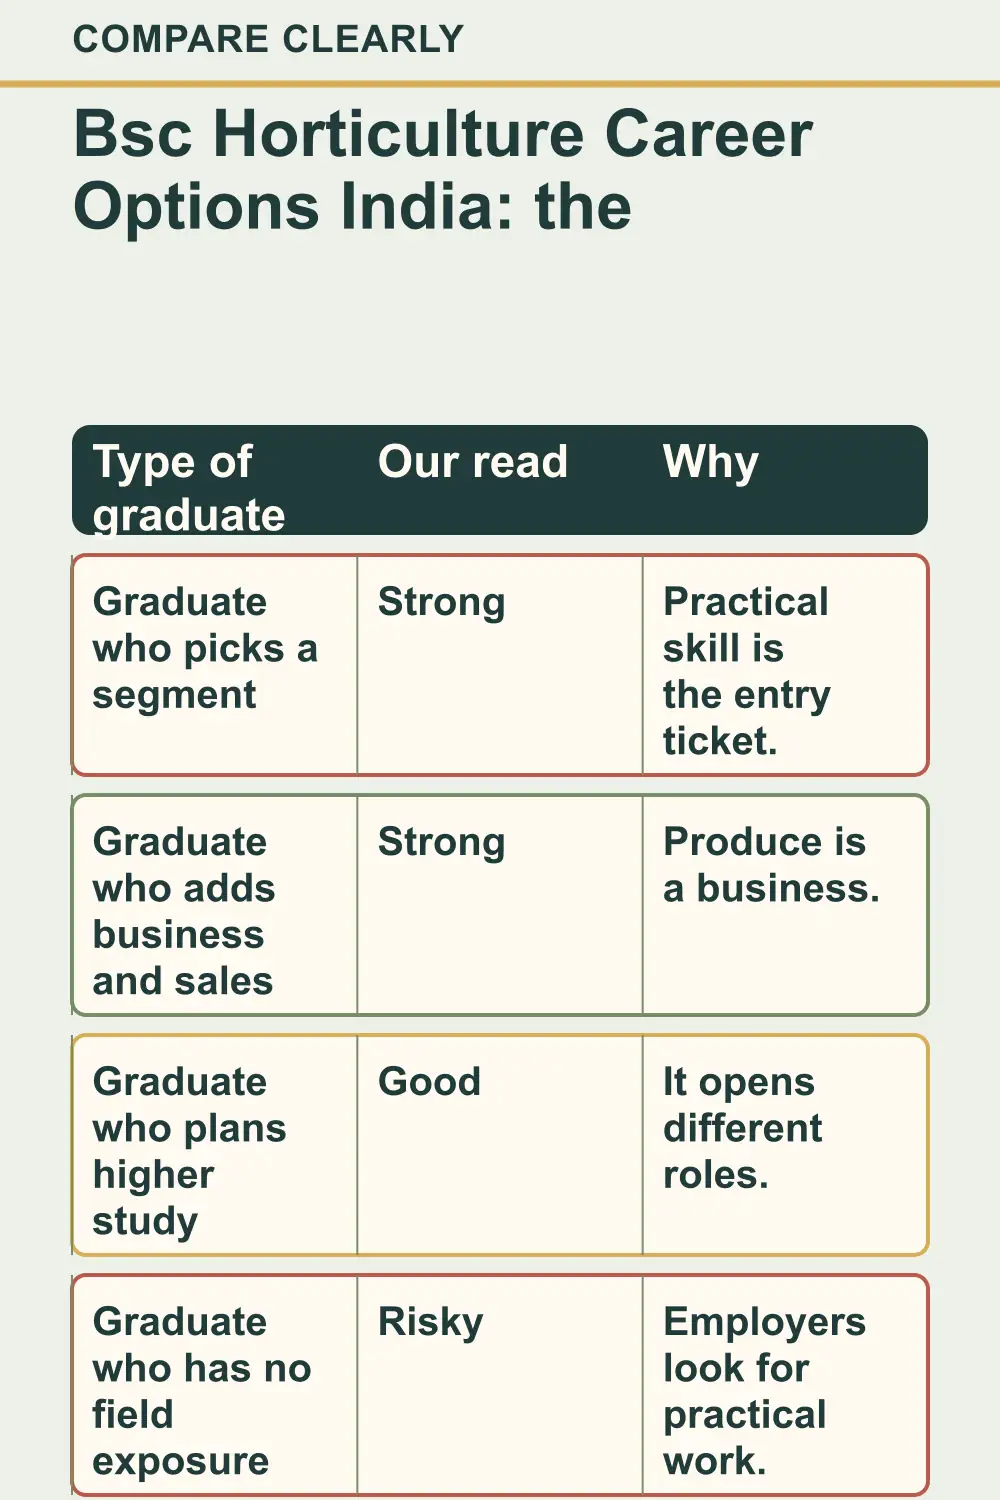 COMPARE CLEARLY
Bsc Horticulture Career
Options India: the
Type of
graduate
Our read
Why
Graduate
who picks a
segment
Strong
Practical
skill is
the entry
ticket.
Graduate
who adds
business
and sales
Strong
Produce is
a business.
Graduate
who plans
higher
study
Good
It opens
different
roles.
Graduate
who has no
field
exposure
Risky
Employers
look for
practical
work.